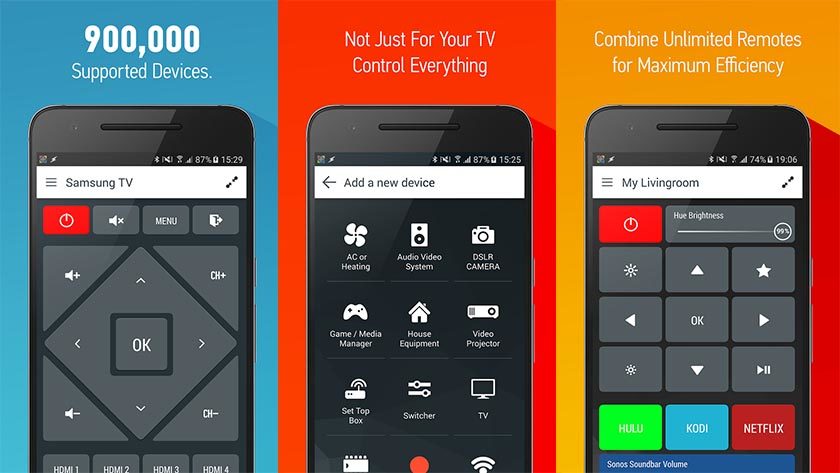 900,000
Supported Devices.
87% 15:29
Samsung TV
MENU
CH+
OK
CH–
HDMI 1 HDMI 2 HDMI 3 HDMI 4
Not Just For Your TV
Control Everything
87% 15:25
Add a new device
AC or
Heating
Audio Video
System
DSLR
CAMERA
Game / Media
Manager
House
Equipment
Video
Projector
Set Top
Box
Switcher
TV
Combine Unlimited Remotes
for Maximum Efficiency
74% 19:06
My Livingroom
Hue Brightness
99%
OK
HULU
KODI
NETFLIX
Sonos Soundbar Volume